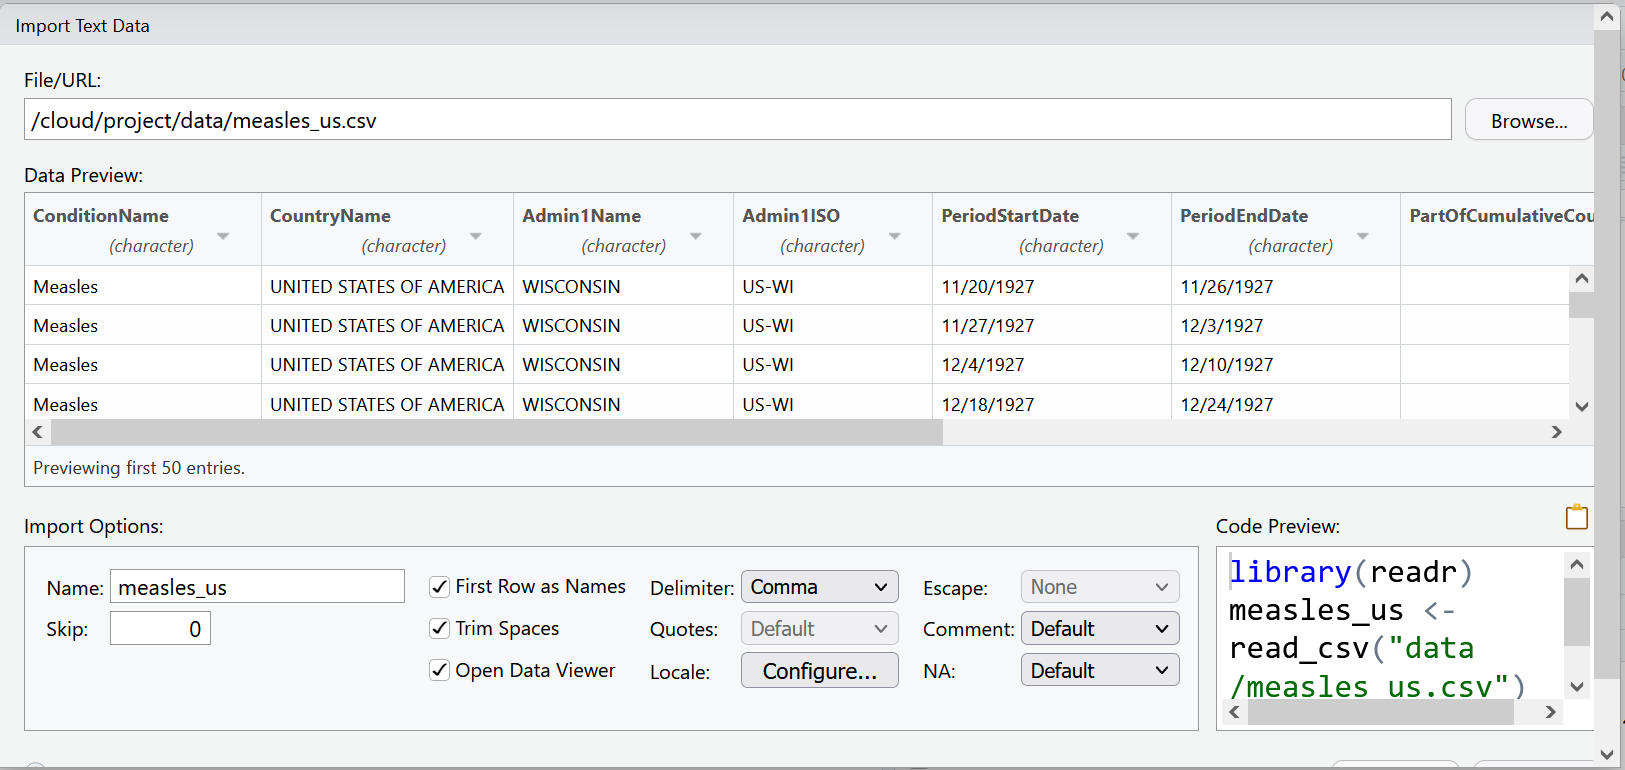 Import Text Data
File/URL:
/cloud/project/data/measles_us.csv
Browse...
Data Preview:
ConditionName CountryName Admin1Name Admin1ISO PeriodStartDate PeriodEndDate PartOfCumulativeCou
(character) (character) (character) (character) (character) (character)
Measles UNITED STATES OF AMERICA WISCONSIN US-WI 11/20/1927 11/26/1927
Measles UNITED STATES OF AMERICA WISCONSIN US-WI 11/27/1927 12/3/1927
Measles UNITED STATES OF AMERICA WISCONSIN US-WI 12/4/1927 12/10/1927
Measles UNITED STATES OF AMERICA WISCONSIN US-WI 12/18/1927 12/24/1927
Previewing first 50 entries.
Import Options:
Name: measles_us
Skip: 0
First Row as Names
Trim Spaces
Open Data Viewer
Delimiter: Comma
Quotes: Default
Locale: Configure...
Escape: None
Comment: Default
NA: Default
Code Preview:
library(readr)
measles_us <-
read_csv("data
/measles_us.csv")